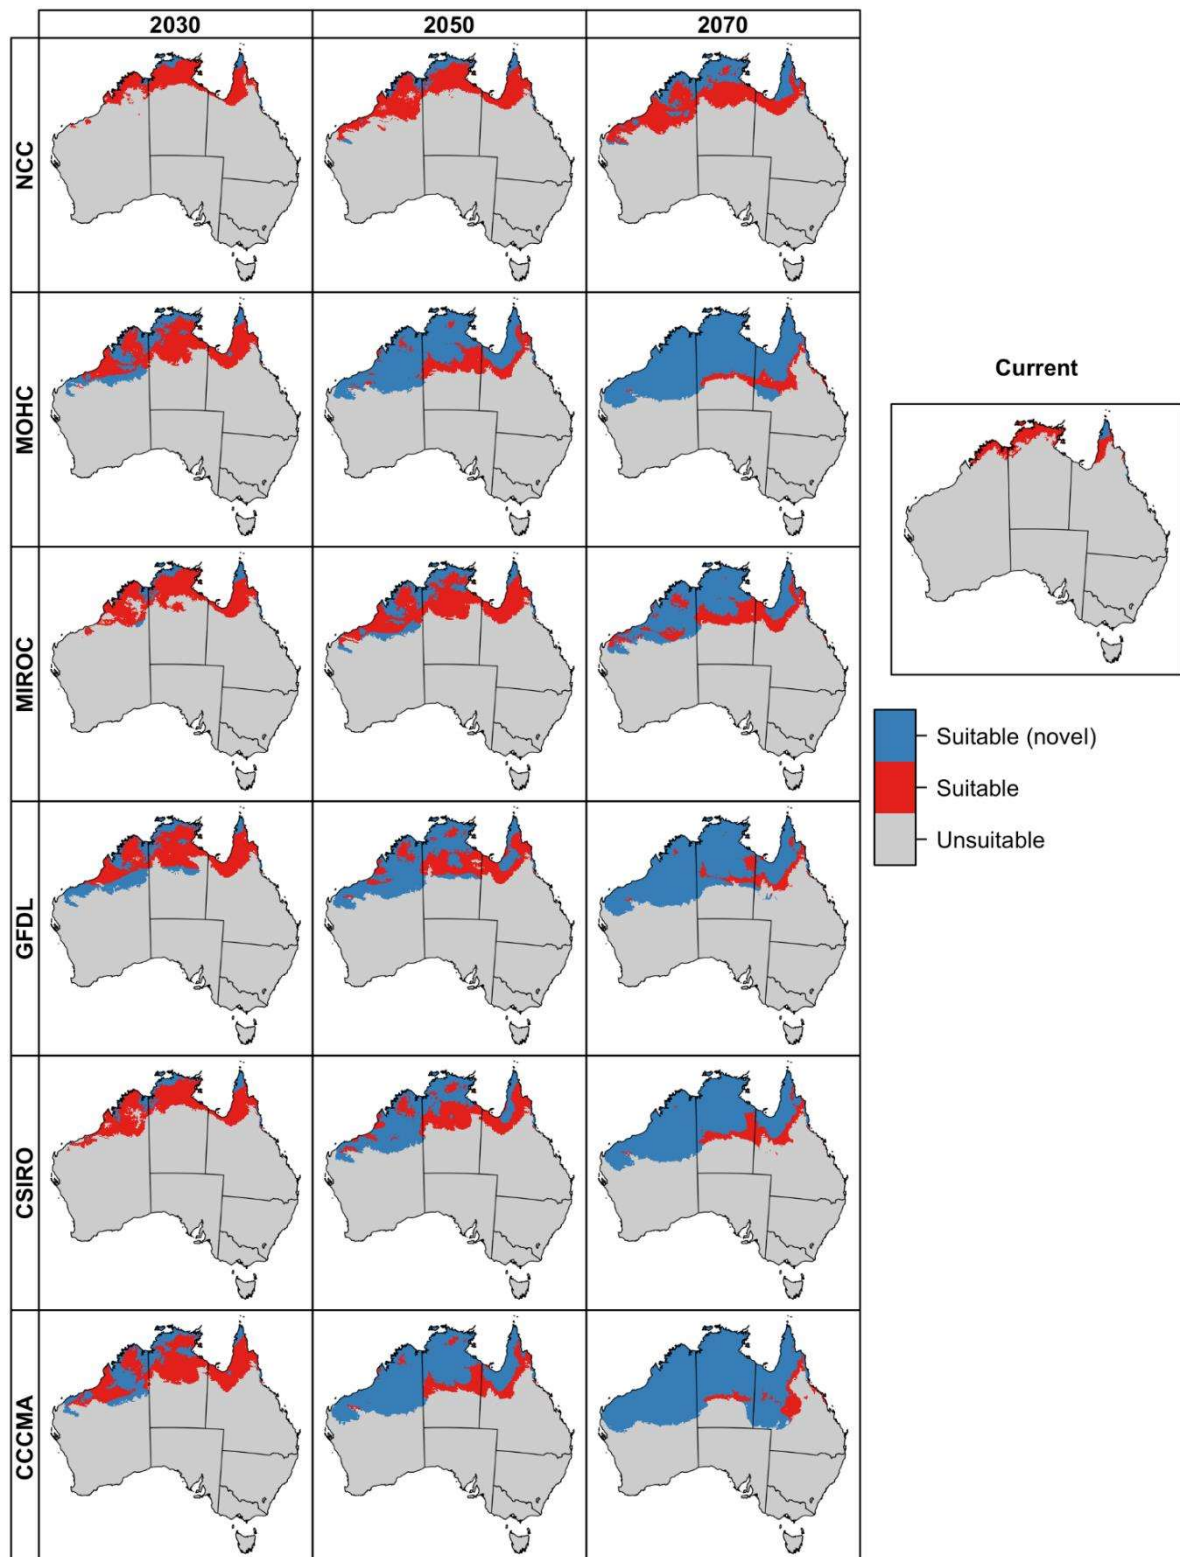 2030
2050
2070
NCC
MOHC
Current
MIROC
Suitable (novel)
Suitable
Unsuitable
GFDL
CSIRO
CCCMA